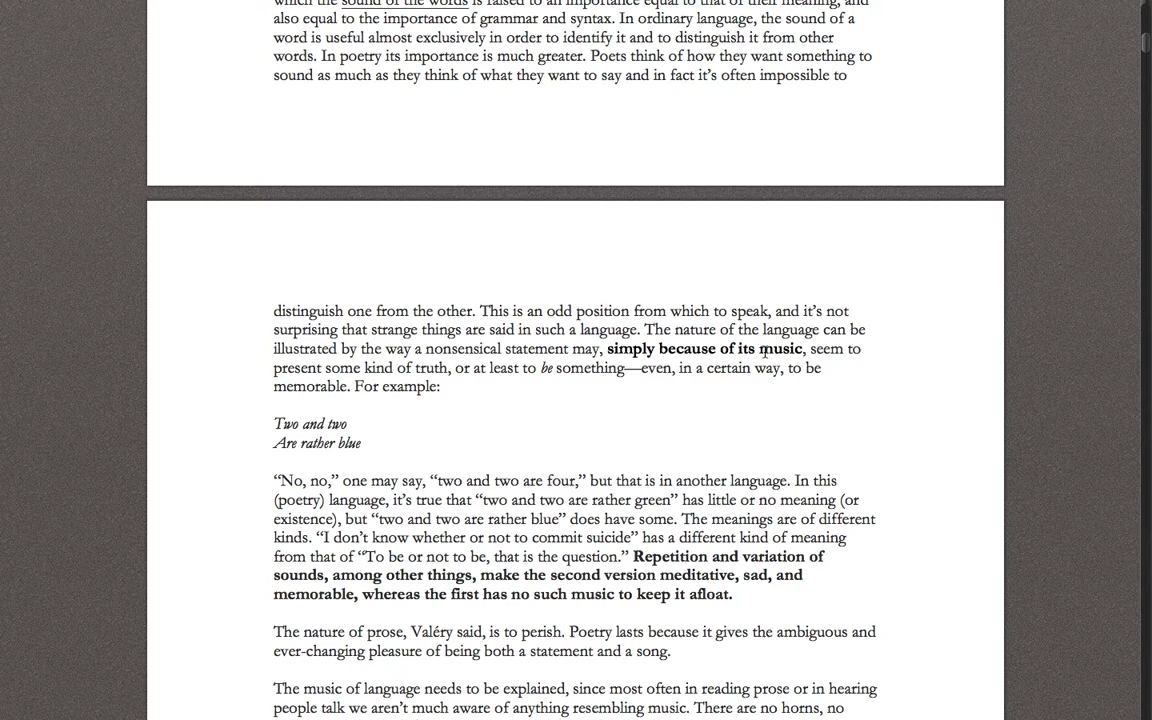 which the sound of the words is raised to an importance equal to that of their meaning, and
also equal to the importance of grammar and syntax. In ordinary language, the sound of a
word is useful almost exclusively in order to identify it and to distinguish it from other
words. In poetry its importance is much greater. Poets think of how they want something to
sound as much as they think of what they want to say and in fact it’s often impossible to
distinguish one from the other. This is an odd position from which to speak, and it’s not
surprising that strange things are said in such a language. The nature of the language can be
illustrated by the way a nonsensical statement may, simply because of its music, seem to
present some kind of truth, or at least to be something—even, in a certain way, to be
memorable. For example:
Two and two
Are rather blue
“No, no,” one may say, “two and two are four,” but that is in another language. In this
(poetry) language, it’s true that “two and two are rather green” has little or no meaning (or
existence), but “two and two are rather blue” does have some. The meanings are of different
kinds. “I don’t know whether or not to commit suicide” has a different kind of meaning
from that of “To be or not to be, that is the question.” Repetition and variation of
sounds, among other things, make the second version meditative, sad, and
memorable, whereas the first has no such music to keep it afloat.
The nature of prose, Valéry said, is to perish. Poetry lasts because it gives the ambiguous and
ever-changing pleasure of being both a statement and a song.
The music of language needs to be explained, since most often in reading prose or in hearing
people talk we aren’t much aware of anything resembling music. There are no horns, no